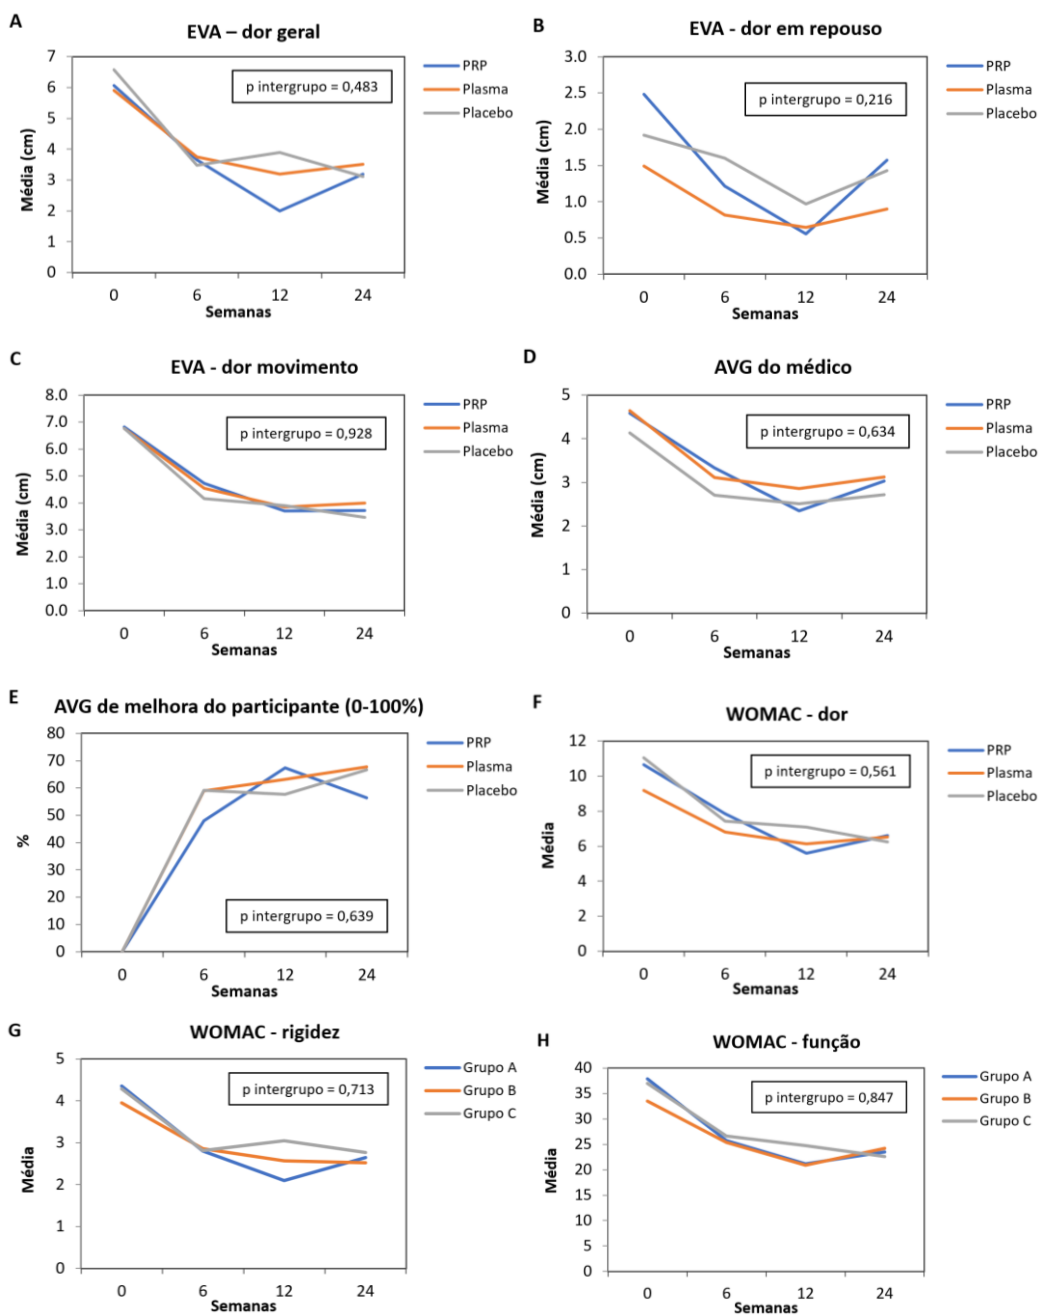 A
EVA – dor geral
7
6
5
4
3
2
1
0
Média (cm)
p intergrupo = 0,483
PRP
Plasma
Placebo
0 6 12 24
Semanas
B
EVA - dor em repouso
3.0
2.5
2.0
1.5
1.0
0.5
0.0
Média (cm)
p intergrupo = 0,216
PRP
Plasma
Placebo
0 6 12 24
Semanas
C
EVA - dor movimento
8.0
7.0
6.0
5.0
4.0
3.0
2.0
1.0
0.0
Média (cm)
p intergrupo = 0,928
PRP
Plasma
Placebo
0 6 12 24
Semanas
D
AVG do médico
5
4
3
2
1
0
Média (cm)
p intergrupo = 0,634
PRP
Plasma
Placebo
0 6 12 24
Semanas
E
AVG de melhora do participante (0-100%)
80
70
60
50
40
30
20
10
0
%
p intergrupo = 0,639
PRP
Plasma
Placebo
0 6 12 24
Semanas
F
WOMAC - dor
12
10
8
6
4
2
0
Média
p intergrupo = 0,561
PRP
Plasma
Placebo
0 6 12 24
Semanas
G
WOMAC - rigidez
5
4
3
2
1
0
Média
p intergrupo = 0,713
Grupo A
Grupo B
Grupo C
0 6 12 24
Semanas
H
WOMAC - função
40
35
30
25
20
15
10
5
0
Média
p intergrupo = 0,847
Grupo A
Grupo B
Grupo C
0 6 12 24
Semanas